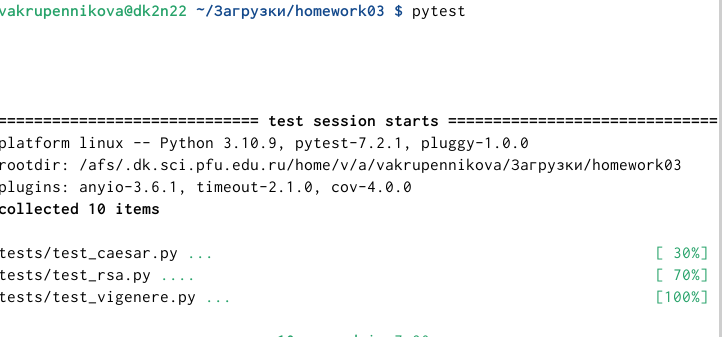 vakrupennikova@dk2n22 ~/Загрузки/homework03 $ pytest
============================= test session starts ==============================
platform linux -- Python 3.10.9, pytest-7.2.1, pluggy-1.0.0
rootdir: /afs/.dk.sci.pfu.edu.ru/home/v/a/vakrupennikova/Загрузки/homework03
plugins: anyio-3.6.1, timeout-2.1.0, cov-4.0.0
collected 10 items
tests/test_caesar.py ... [ 30%]
tests/test_rsa.py .... [ 70%]
tests/test_vigenere.py ... [100%]